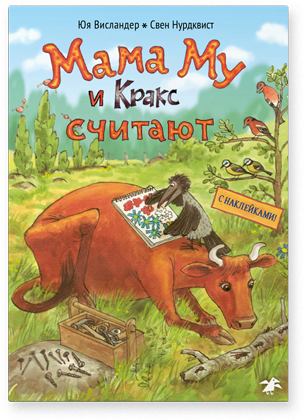 Юя Висландер ✶ Свен Нурдквист
Мама Му
и Кракс
считают
С НАКЛЕЙКАМИ!